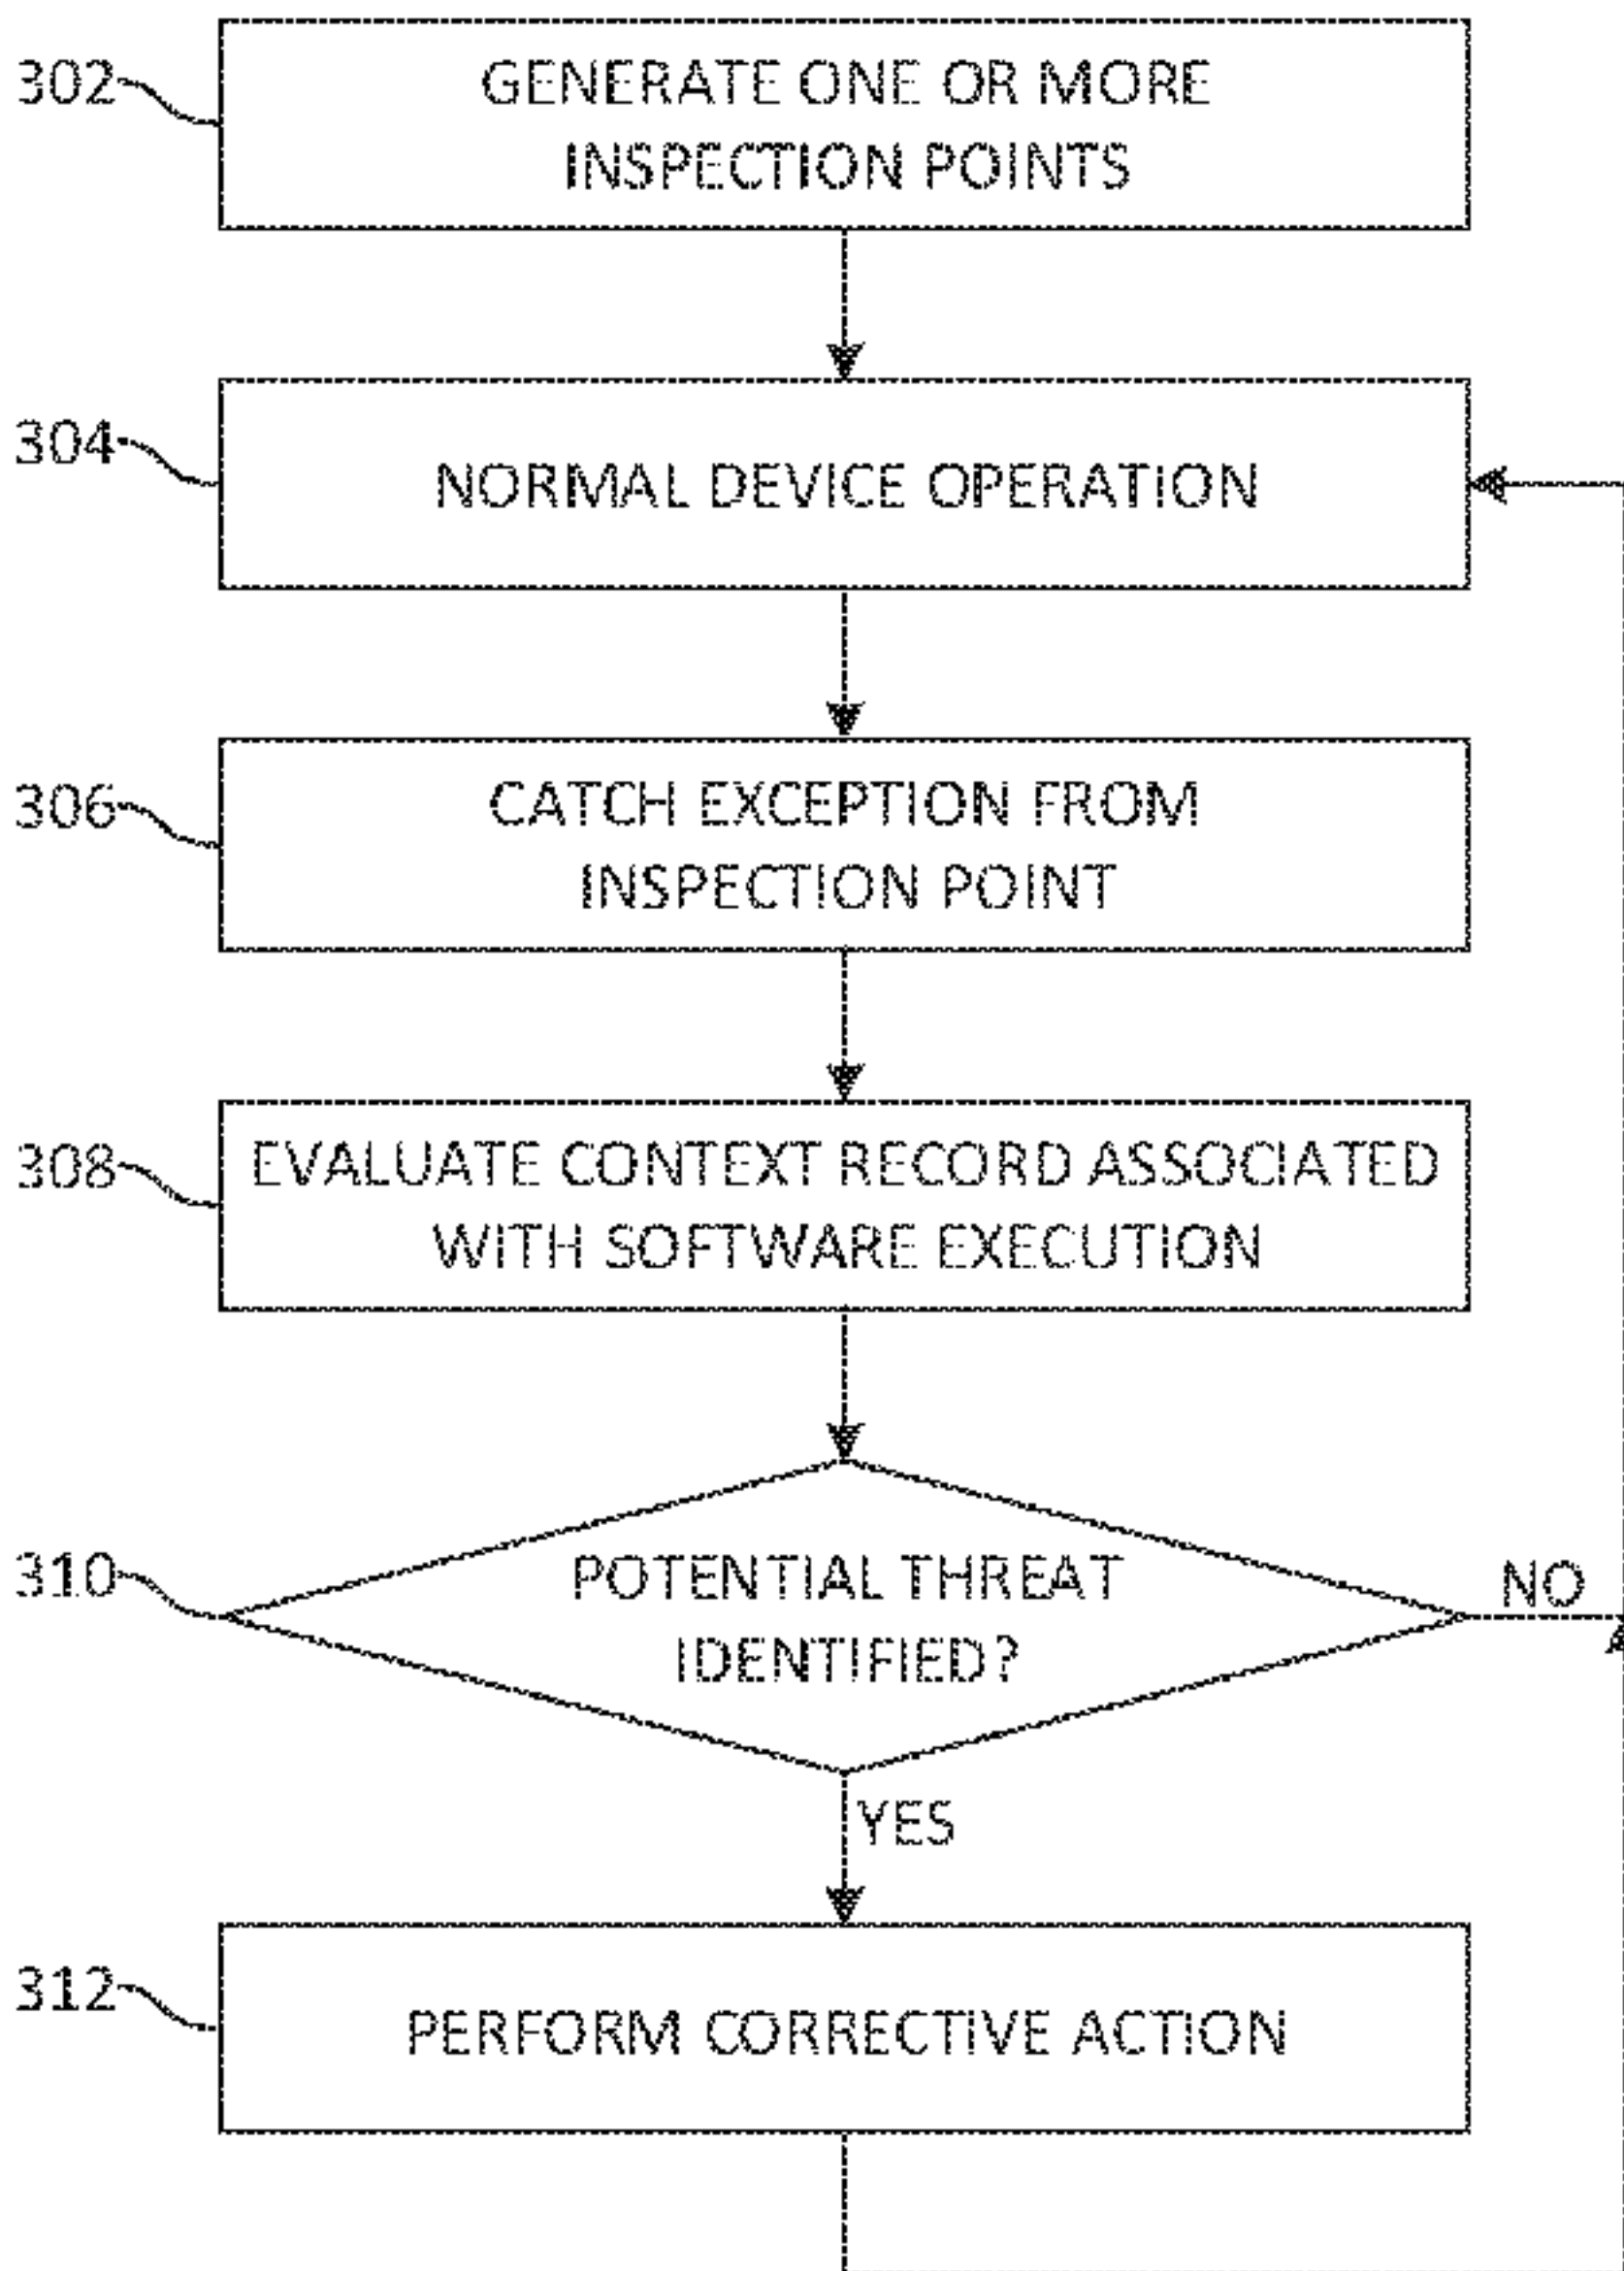 302
GENERATE ONE OR MORE
INSPECTION POINTS
304
NORMAL DEVICE OPERATION
306
CATCH EXCEPTION FROM
INSPECTION POINT
308
EVALUATE CONTEXT RECORD ASSOCIATED
WITH SOFTWARE EXECUTION
310
POTENTIAL THREAT
IDENTIFIED?
NO
YES
312
PERFORM CORRECTIVE ACTION